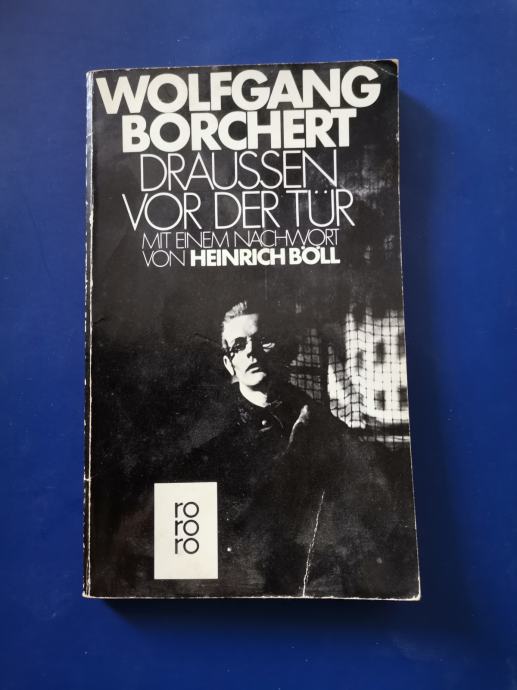 WOLFGANG
BORCHERT
DRAUSSEN
VOR DER TÜR
MIT EINEM NACHWORT
VON HEINRICH BÖLL
ro
ro
ro